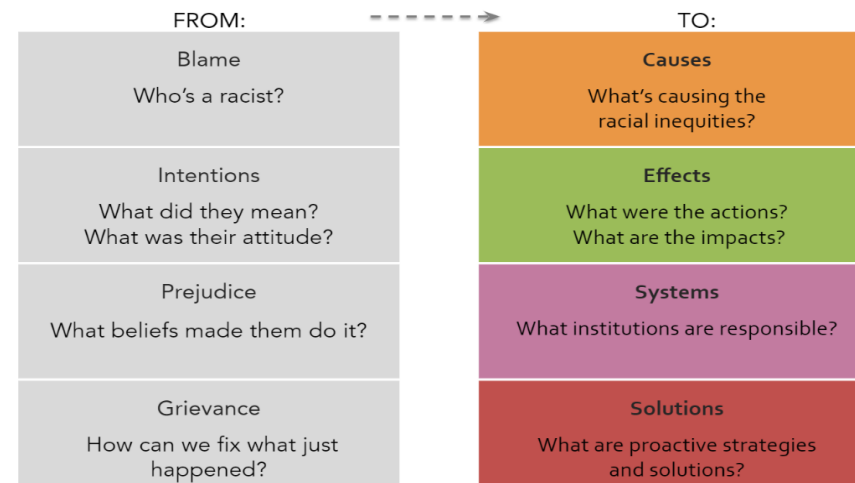 FROM:
TO:
Blame
Who's a racist?
Causes
What's causing the
racial inequities?
Intentions
What did they mean?
What was their attitude?
Effects
What were the actions?
What are the impacts?
Prejudice
What beliefs made them do it?
Systems
What institutions are responsible?
Grievance
How can we fix what just
happened?
Solutions
What are proactive strategies
and solutions?